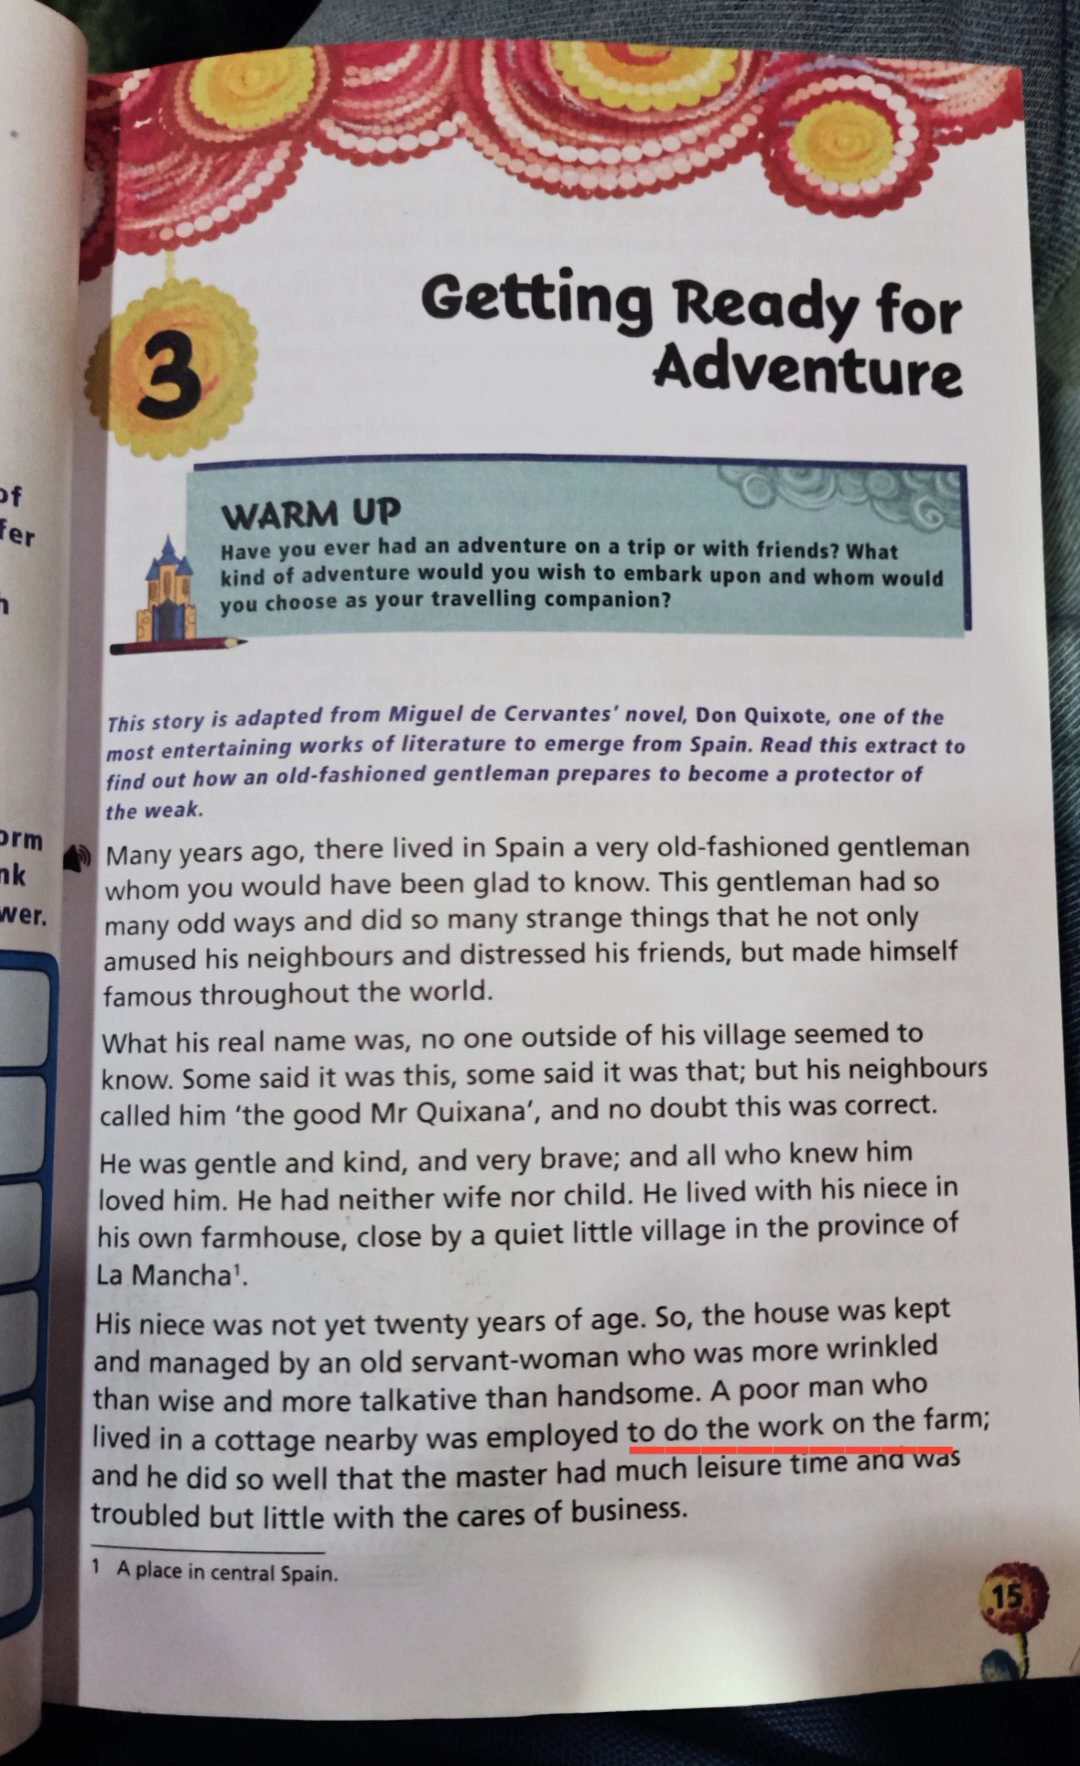 of
fer
h
orm
nk
wer.
3
Getting Ready for
Adventure
WARM UP
Have you ever had an adventure on a trip or with friends? What
kind of adventure would you wish to embark upon and whom would
you choose as your travelling companion?
This story is adapted from Miguel de Cervantes’ novel, Don Quixote, one of the
most entertaining works of literature to emerge from Spain. Read this extract to
find out how an old-fashioned gentleman prepares to become a protector of
the weak.
Many years ago, there lived in Spain a very old-fashioned gentleman
whom you would have been glad to know. This gentleman had so
many odd ways and did so many strange things that he not only
amused his neighbours and distressed his friends, but made himself
famous throughout the world.
What his real name was, no one outside of his village seemed to
know. Some said it was this, some said it was that; but his neighbours
called him ‘the good Mr Quixana’, and no doubt this was correct.
He was gentle and kind, and very brave; and all who knew him
loved him. He had neither wife nor child. He lived with his niece in
his own farmhouse, close by a quiet little village in the province of
La Mancha¹.
His niece was not yet twenty years of age. So, the house was kept
and managed by an old servant-woman who was more wrinkled
than wise and more talkative than handsome. A poor man who
lived in a cottage nearby was employed to do the work on the farm;
and he did so well that the master had much leisure time and was
troubled but little with the cares of business.
1 A place in central Spain.
15